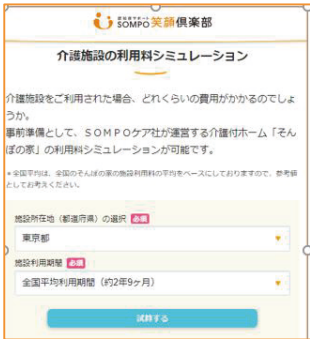 SOMPO笑顔倶楽部
介護施設の利用料シミュレーション
介護施設をご利用された場合、どれくらいの費用がかかるのでしょ
うか。
事前準備として、ＳＯＭＰＯケア社が運営する介護付ホーム「そん
ぽの家」の利用料シミュレーションが可能です。
＊全国平均は、全国のそんぽの家の施設利用料の平均をベースにしておりますので、参考値
としてお考えください。
施設所在地（都道府県）の選択 必須
東京都
施設利用期間 必須
全国平均利用期間（約2年9ヶ月）
試算する